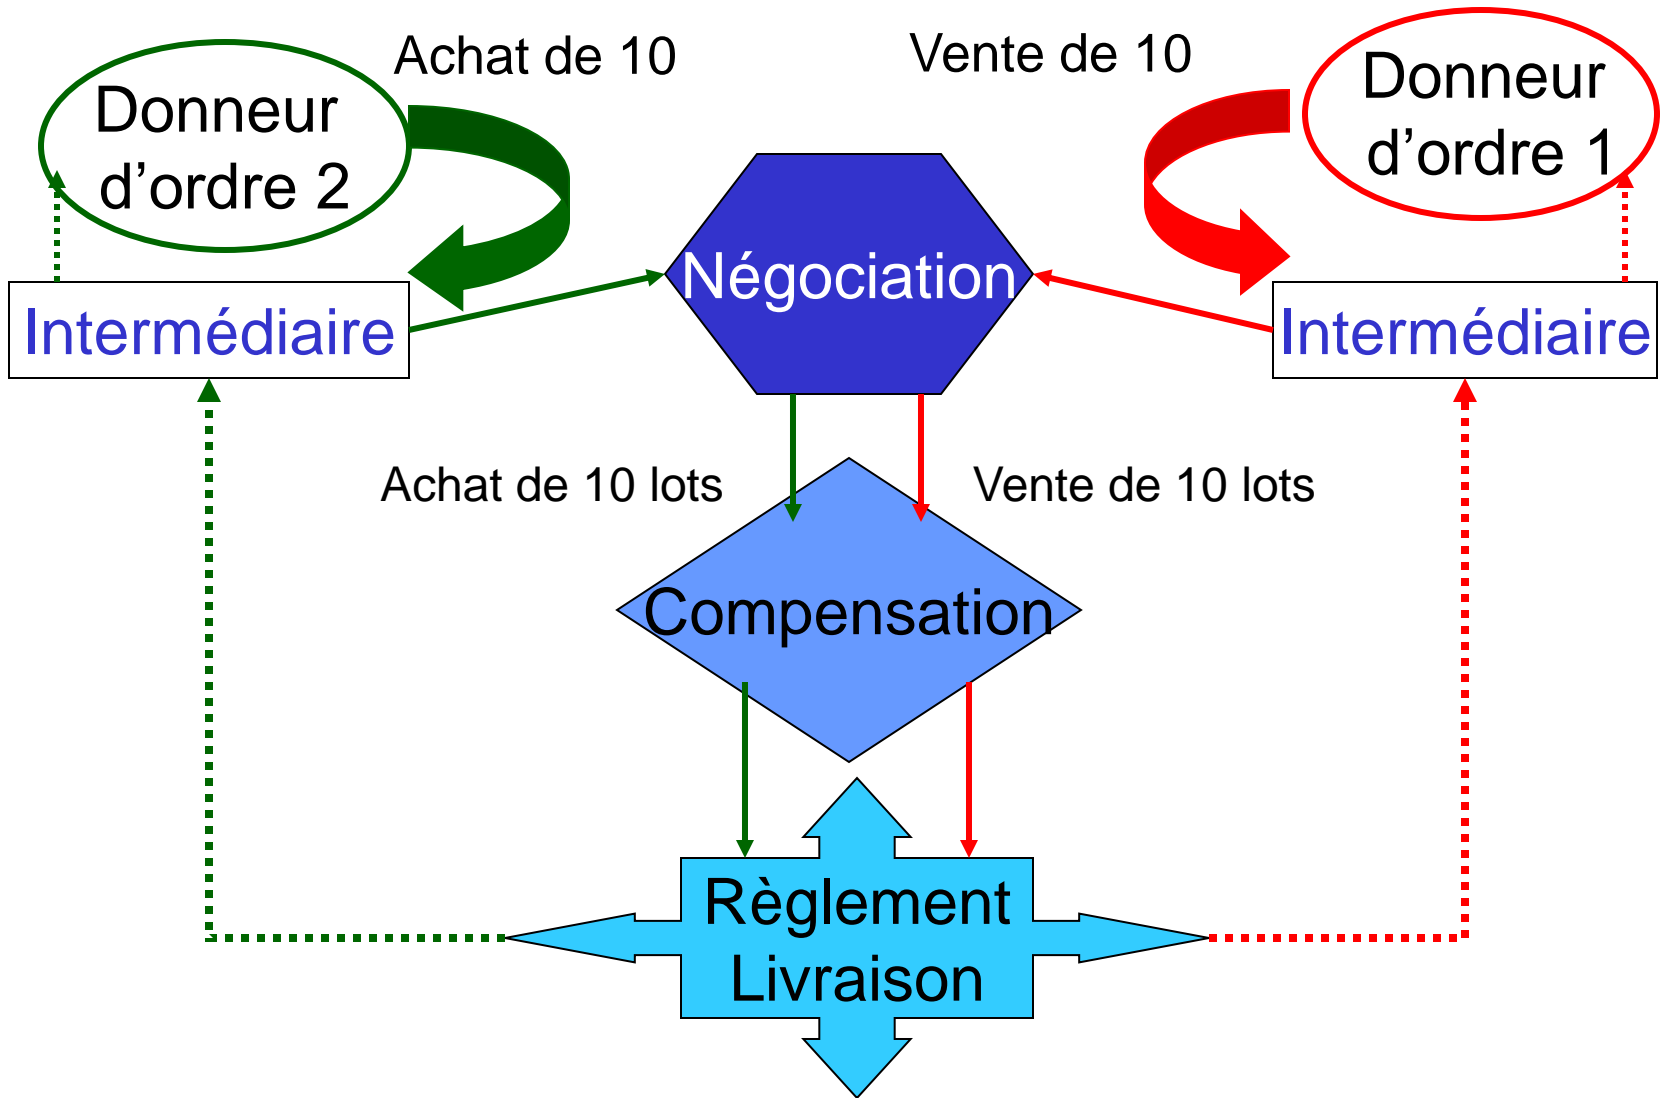 Achat de 10
Vente de 10
Donneur
d’ordre 2
Donneur
d’ordre 1
Négociation
Intermédiaire
Intermédiaire
Achat de 10 lots
Vente de 10 lots
Compensation
Règlement
Livraison